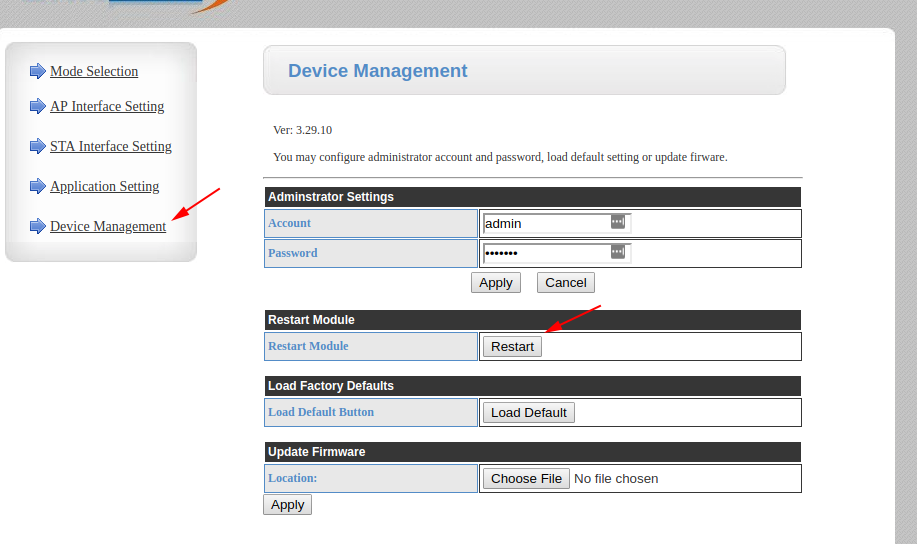 Mode Selection
AP Interface Setting
STA Interface Setting
Application Setting
Device Management
Device Management
Ver: 3.29.10
You may configure administrator account and password, load default setting or update firware.
Adminstrator Settings
Account admin
Password •••••••
Apply Cancel
Restart Module
Restart Module Restart
Load Factory Defaults
Load Default Button Load Default
Update Firmware
Location: Choose File No file chosen
Apply